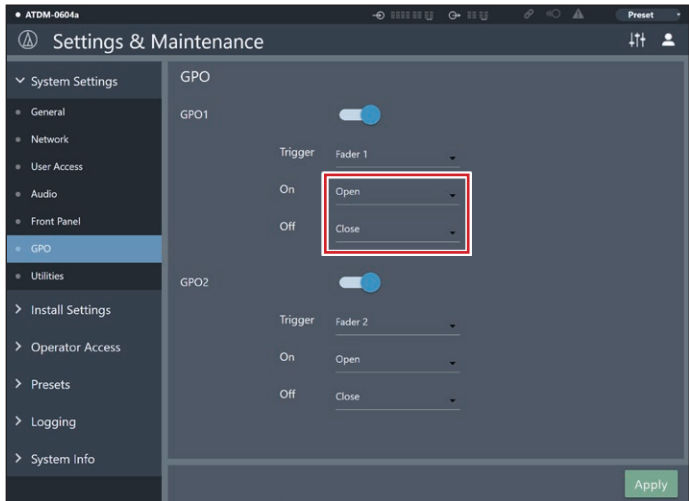 ATDM-0604a
Preset
Settings & Maintenance
System Settings
General
Network
User Access
Audio
Front Panel
GPO
Utilities
Install Settings
Operator Access
Presets
Logging
System Info
GPO
GPO1
Trigger Fader 1
On Open
Off Close
GPO2
Trigger Fader 2
On Open
Off Close
Apply